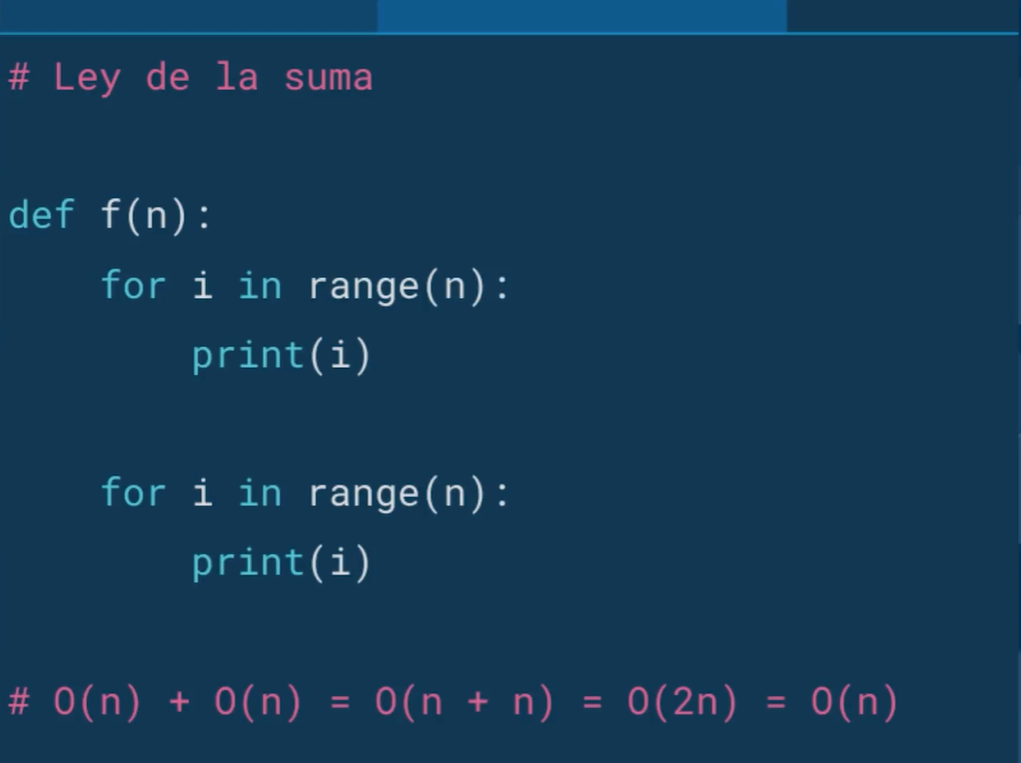 # Ley de la suma
def f(n):
    for i in range(n):
        print(i)
    for i in range(n):
        print(i)
# O(n) + O(n) = O(n + n) = O(2n) = O(n)